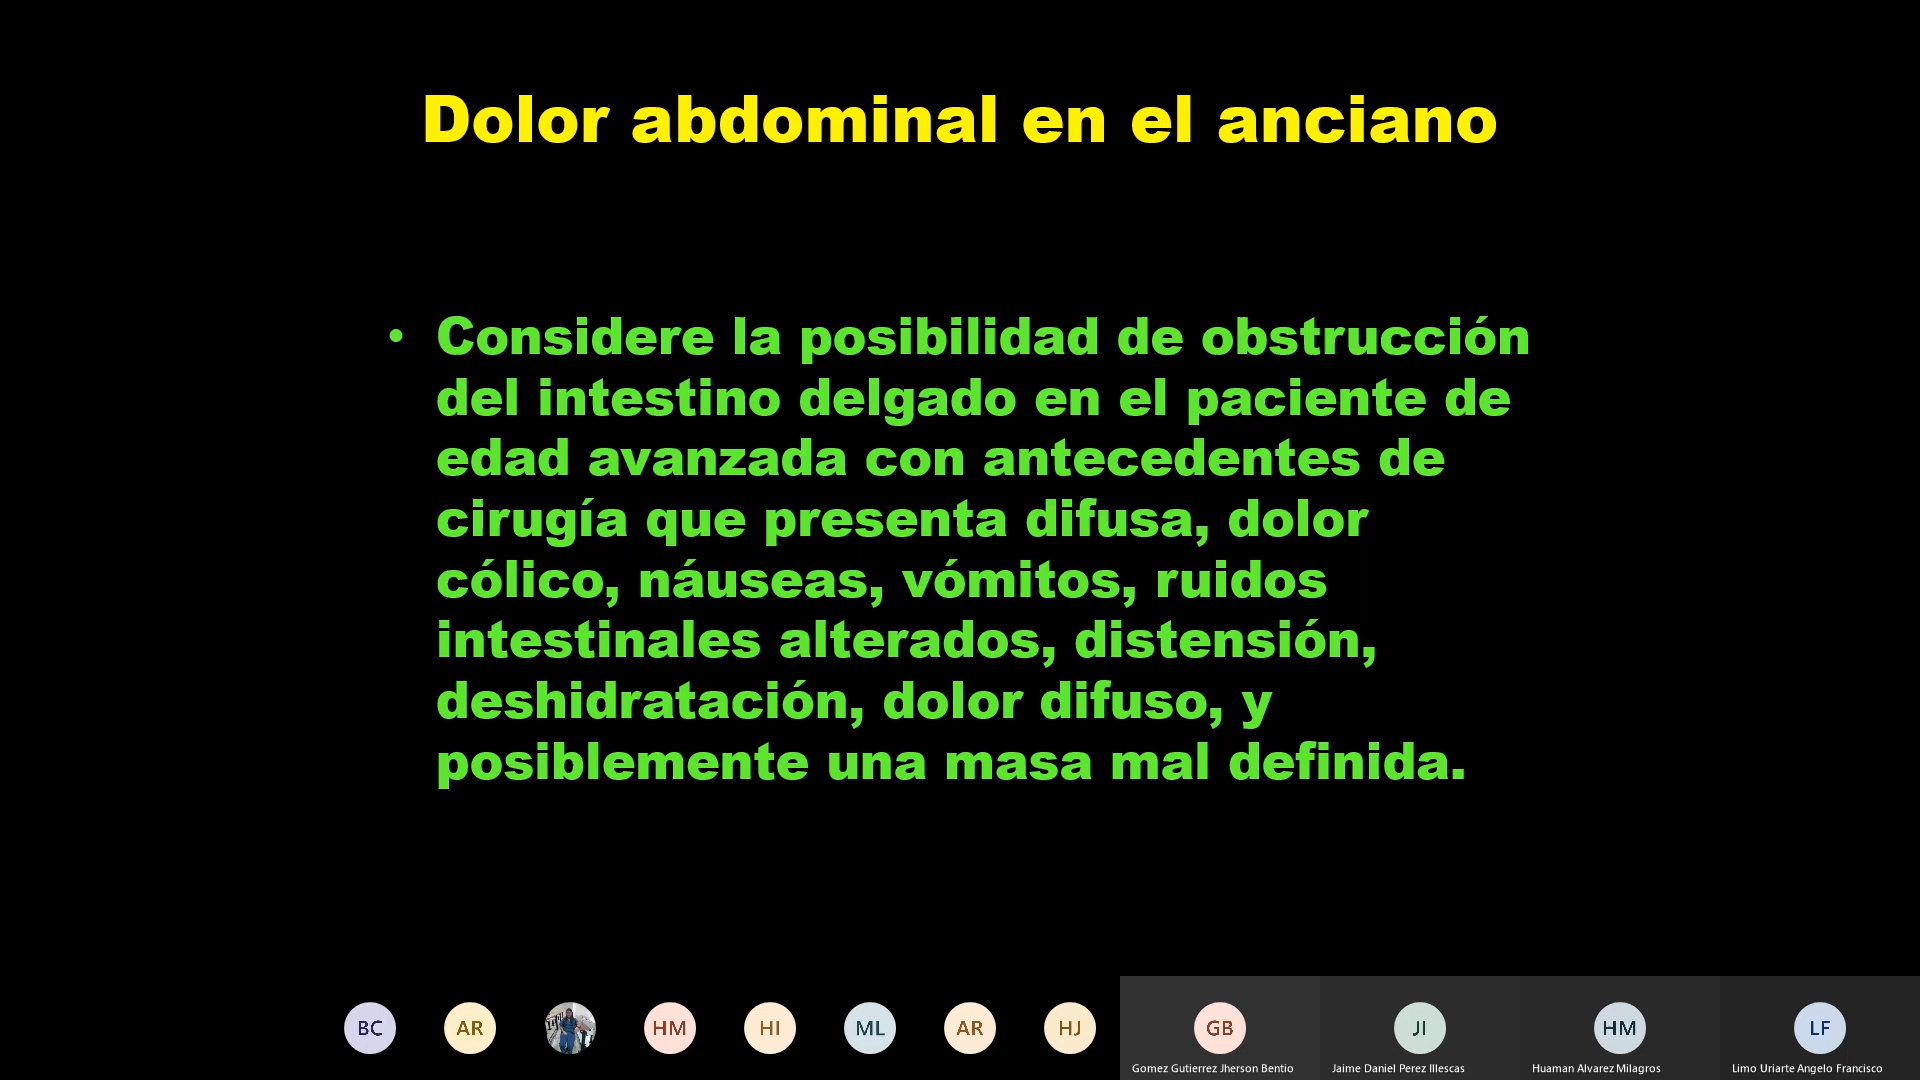 Dolor abdominal en el anciano
• Considere la posibilidad de obstrucción
del intestino delgado en el paciente de
edad avanzada con antecedentes de
cirugía que presenta difusa, dolor
cólico, náuseas, vómitos, ruidos
intestinales alterados, distensión,
deshidratación, dolor difuso, y
posiblemente una masa mal definida.
BC AR HM HI ML AR HJ GB JI HM LF
Gomez Gutierrez Jherson Bentio Jaime Daniel Perez Illescas Huaman Alvarez Milagros Limo Uriarte Angelo Francisco